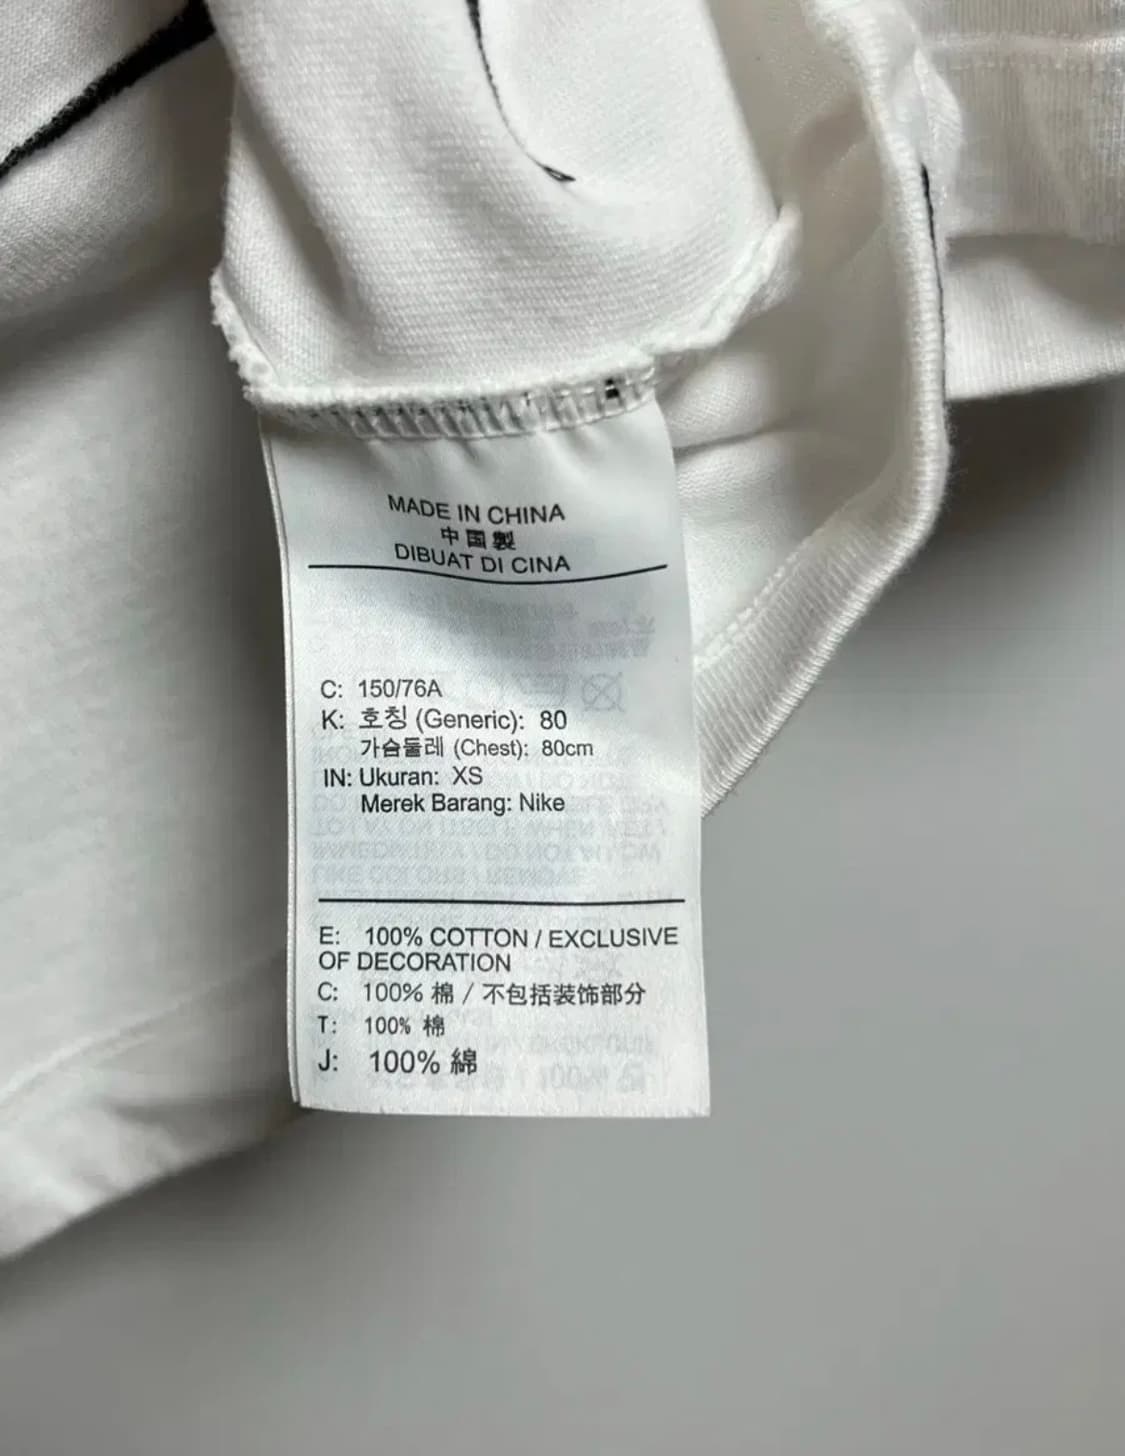 MADE IN CHINA
中国製
DIBUAT DI CINA
C: 150/76A
K: 호칭 (Generic): 80
가슴둘레 (Chest): 80cm
IN: Ukuran: XS
Merek Barang: Nike
E: 100% COTTON / EXCLUSIVE
OF DECORATION
C: 100% 棉 / 不包括装饰部分
T: 100% 棉
J: 100% 綿